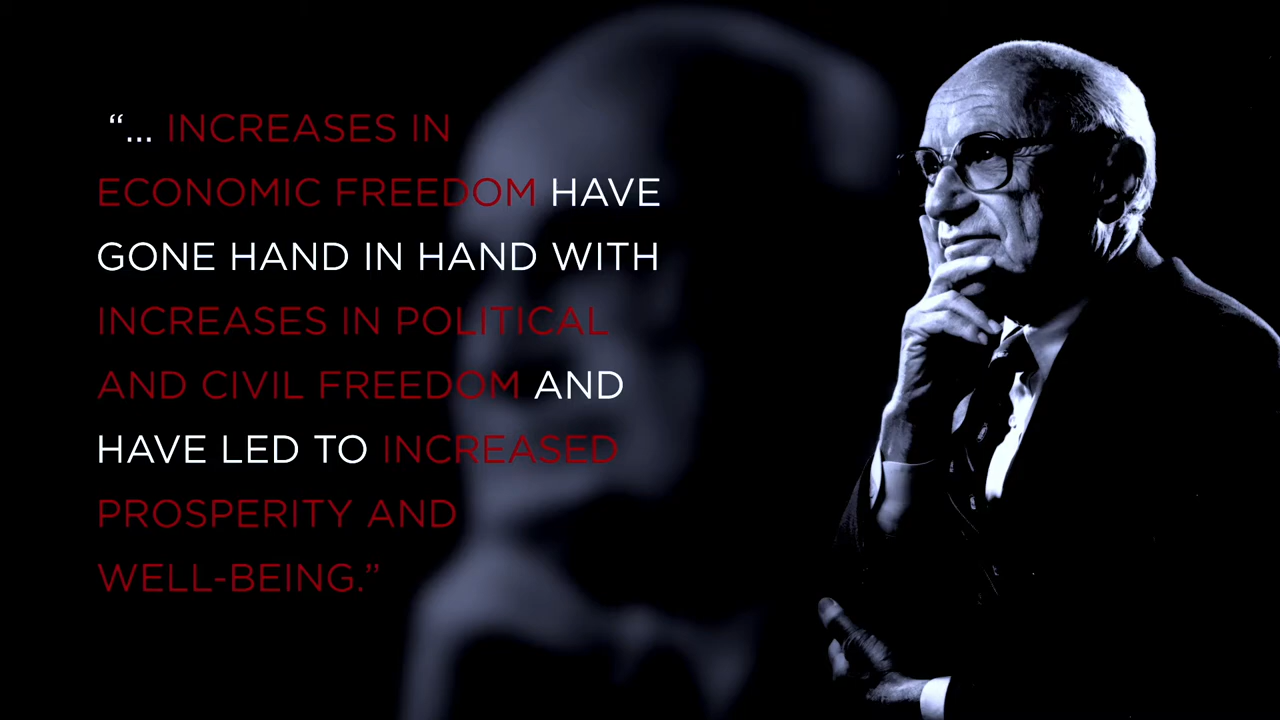 “... INCREASES IN
ECONOMIC FREEDOM HAVE
GONE HAND IN HAND WITH
INCREASES IN POLITICAL
AND CIVIL FREEDOM AND
HAVE LED TO INCREASED
PROSPERITY AND
WELL-BEING.”